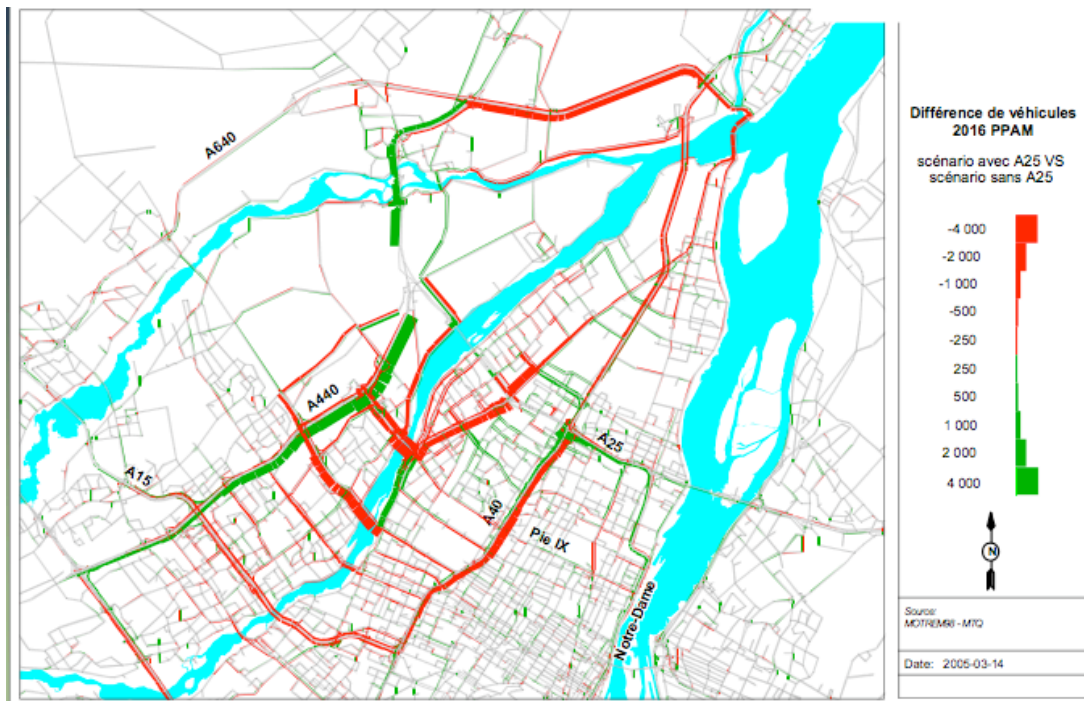 A640
A440
A15
A25
A40
Pie IX
Notre-Dame
Différence de véhicules
2016 PPAM
scénario avec A25 VS
scénario sans A25
-4 000
-2 000
-1 000
-500
-250
250
500
1 000
2 000
4 000
N
Source:
MOTREM98 - MTQ
Date: 2005-03-14